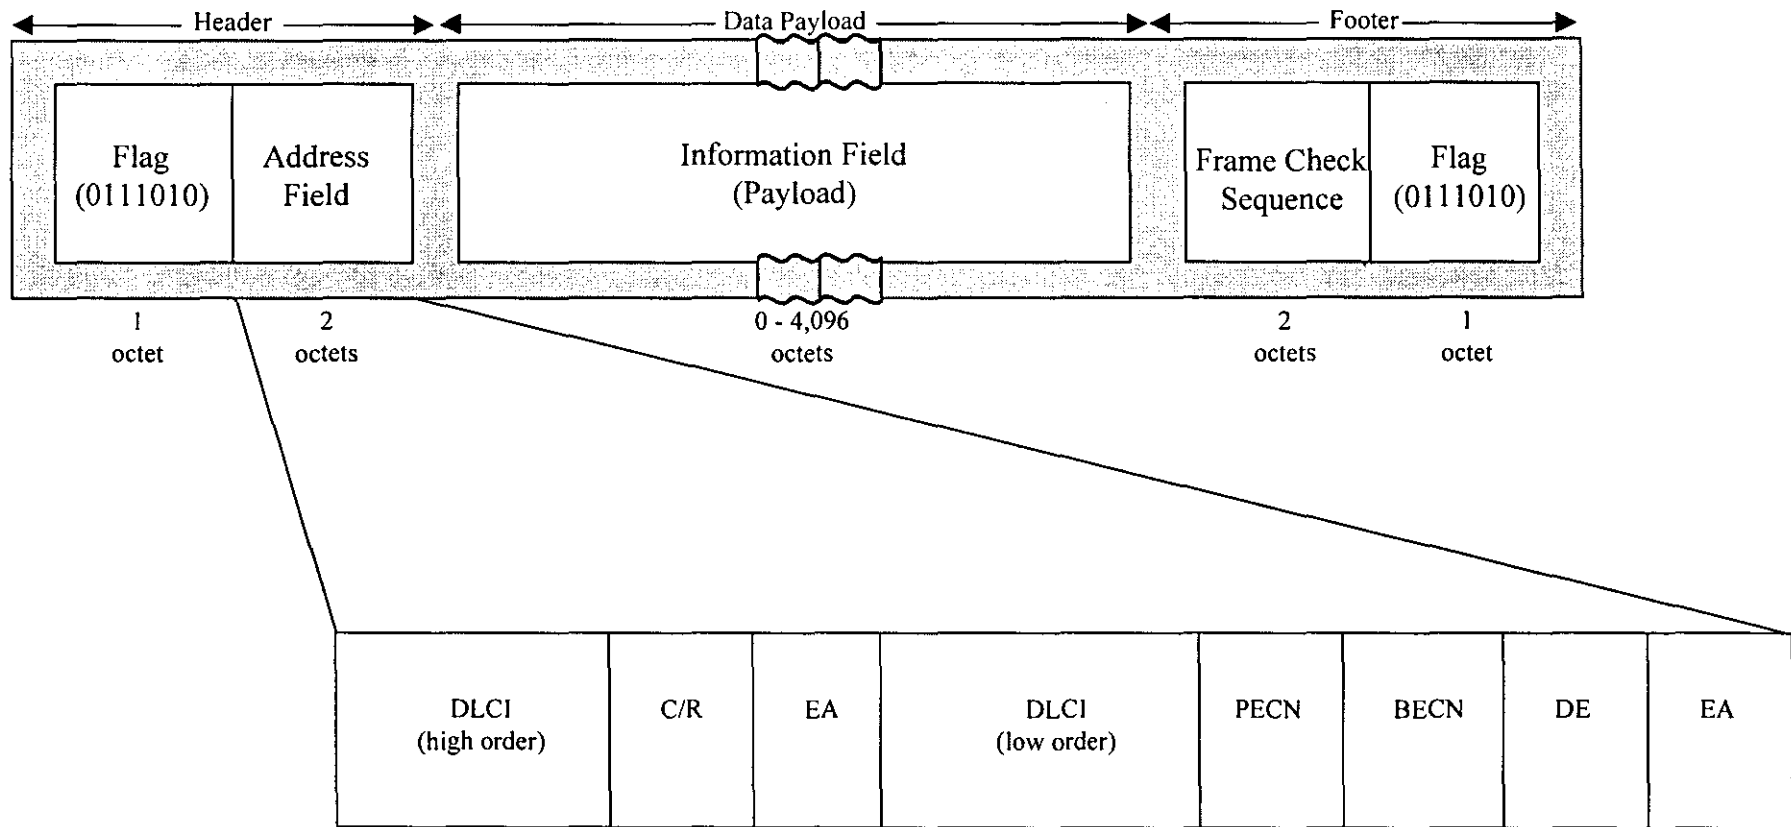 Header
Data Payload
Footer
Flag
(0111010)
Address
Field
Information Field
(Payload)
Frame Check
Sequence
Flag
(0111010)
1
octet
2
octets
0 - 4,096
octets
2
octets
1
octet
DLCI
(high order)
C/R
EA
DLCI
(low order)
PECN
BECN
DE
EA